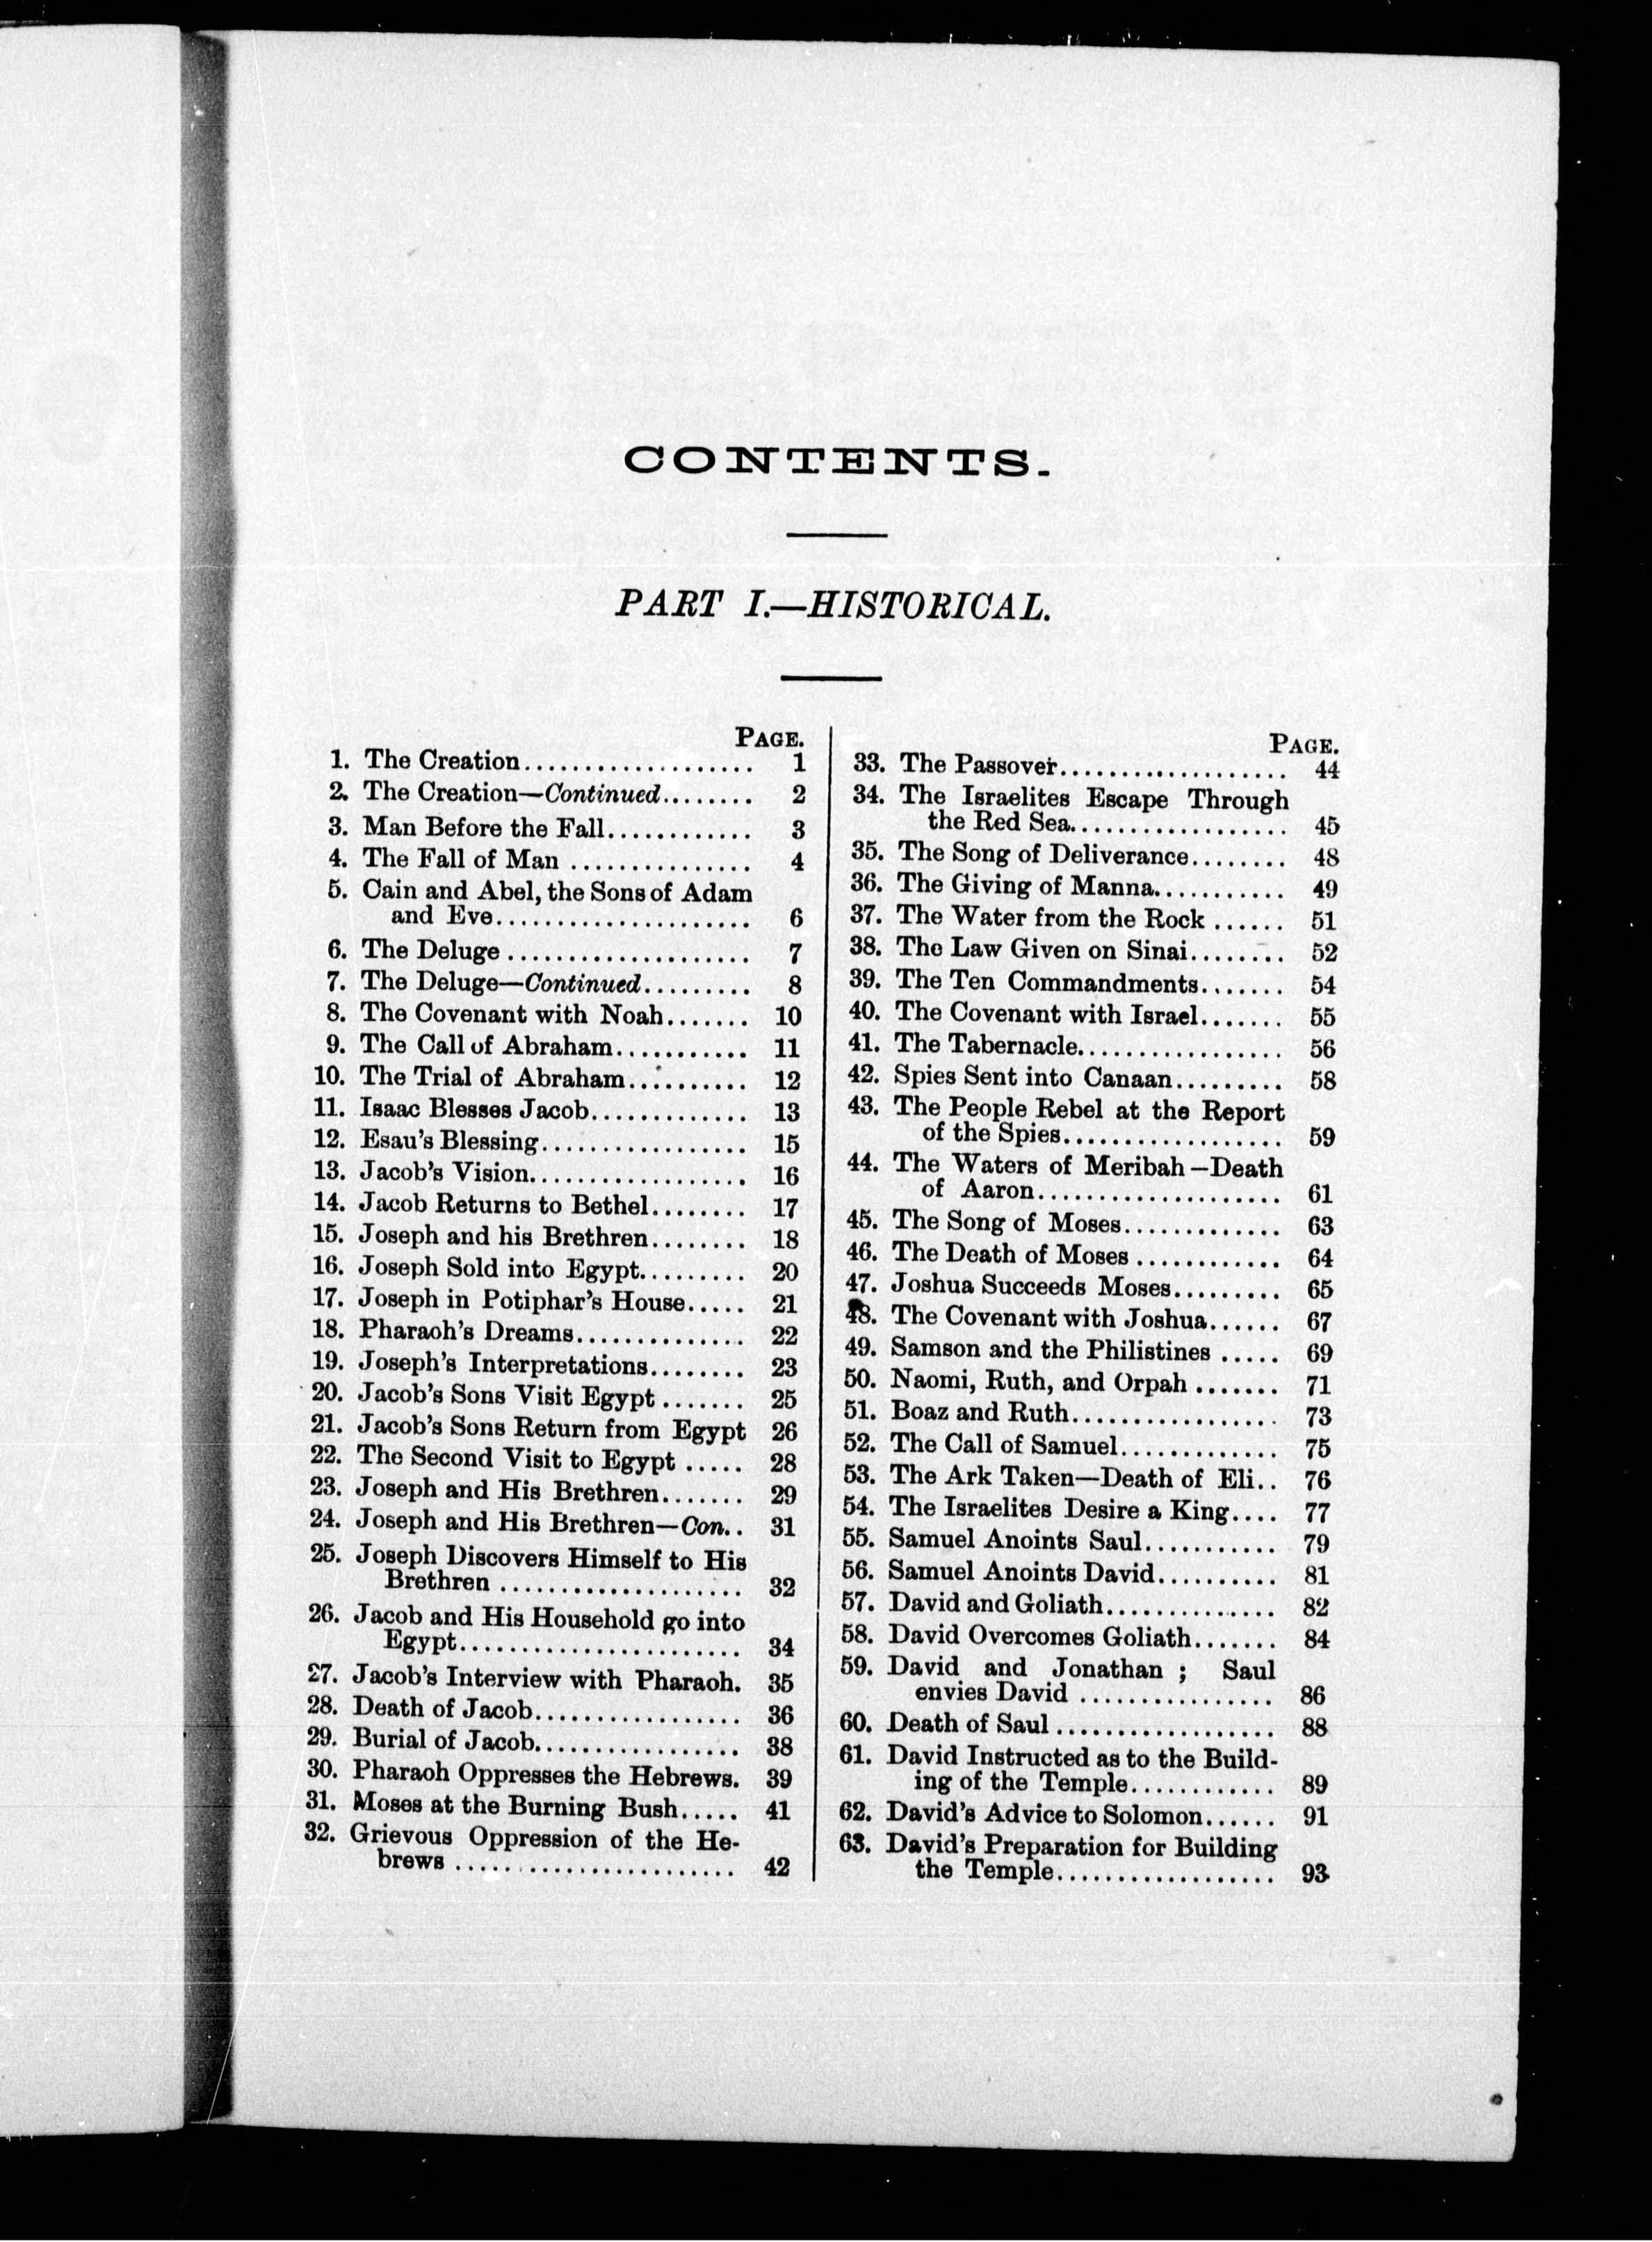 CONTENTS.
PART I.—HISTORICAL.
PAGE.
1. The Creation.................... 1
2. The Creation—Continued........ 2
3. Man Before the Fall............ 3
4. The Fall of Man ............... 4
5. Cain and Abel, the Sons of Adam
and Eve..................... 6
6. The Deluge .................... 7
7. The Deluge—Continued......... 8
8. The Covenant with Noah....... 10
9. The Call of Abraham........... 11
10. The Trial of Abraham.......... 12
11. Isaac Blesses Jacob............. 13
12. Esau's Blessing................. 15
13. Jacob's Vision.................. 16
14. Jacob Returns to Bethel........ 17
15. Joseph and his Brethren........ 18
16. Joseph Sold into Egypt......... 20
17. Joseph in Potiphar's House..... 21
18. Pharaoh's Dreams.............. 22
19. Joseph's Interpretations........ 23
20. Jacob's Sons Visit Egypt ....... 25
21. Jacob's Sons Return from Egypt 26
22. The Second Visit to Egypt ..... 28
23. Joseph and His Brethren....... 29
24. Joseph and His Brethren—Con.. 31
25. Joseph Discovers Himself to His
Brethren .................... 32
26. Jacob and His Household go into
Egypt....................... 34
27. Jacob's Interview with Pharaoh. 35
28. Death of Jacob................. 36
29. Burial of Jacob................. 38
30. Pharaoh Oppresses the Hebrews. 39
31. Moses at the Burning Bush..... 41
32. Grievous Oppression of the He-
brews ....................... 42
PAGE.
33. The Passover................... 44
34. The Israelites Escape Through
the Red Sea.................. 45
35. The Song of Deliverance........ 48
36. The Giving of Manna........... 49
37. The Water from the Rock ...... 51
38. The Law Given on Sinai........ 52
39. The Ten Commandments....... 54
40. The Covenant with Israel....... 55
41. The Tabernacle................. 56
42. Spies Sent into Canaan......... 58
43. The People Rebel at the Report
of the Spies.................. 59
44. The Waters of Meribah—Death
of Aaron.................... 61
45. The Song of Moses............. 63
46. The Death of Moses ............ 64
47. Joshua Succeeds Moses......... 65
48. The Covenant with Joshua...... 67
49. Samson and the Philistines ..... 69
50. Naomi, Ruth, and Orpah ....... 71
51. Boaz and Ruth................. 73
52. The Call of Samuel............. 75
53. The Ark Taken—Death of Eli.. 76
54. The Israelites Desire a King.... 77
55. Samuel Anoints Saul........... 79
56. Samuel Anoints David.......... 81
57. David and Goliath.............. 82
58. David Overcomes Goliath....... 84
59. David and Jonathan ; Saul
envies David ................ 86
60. Death of Saul .................. 88
61. David Instructed as to the Build-
ing of the Temple............ 89
62. David's Advice to Solomon...... 91
63. David's Preparation for Building
the Temple.................. 93